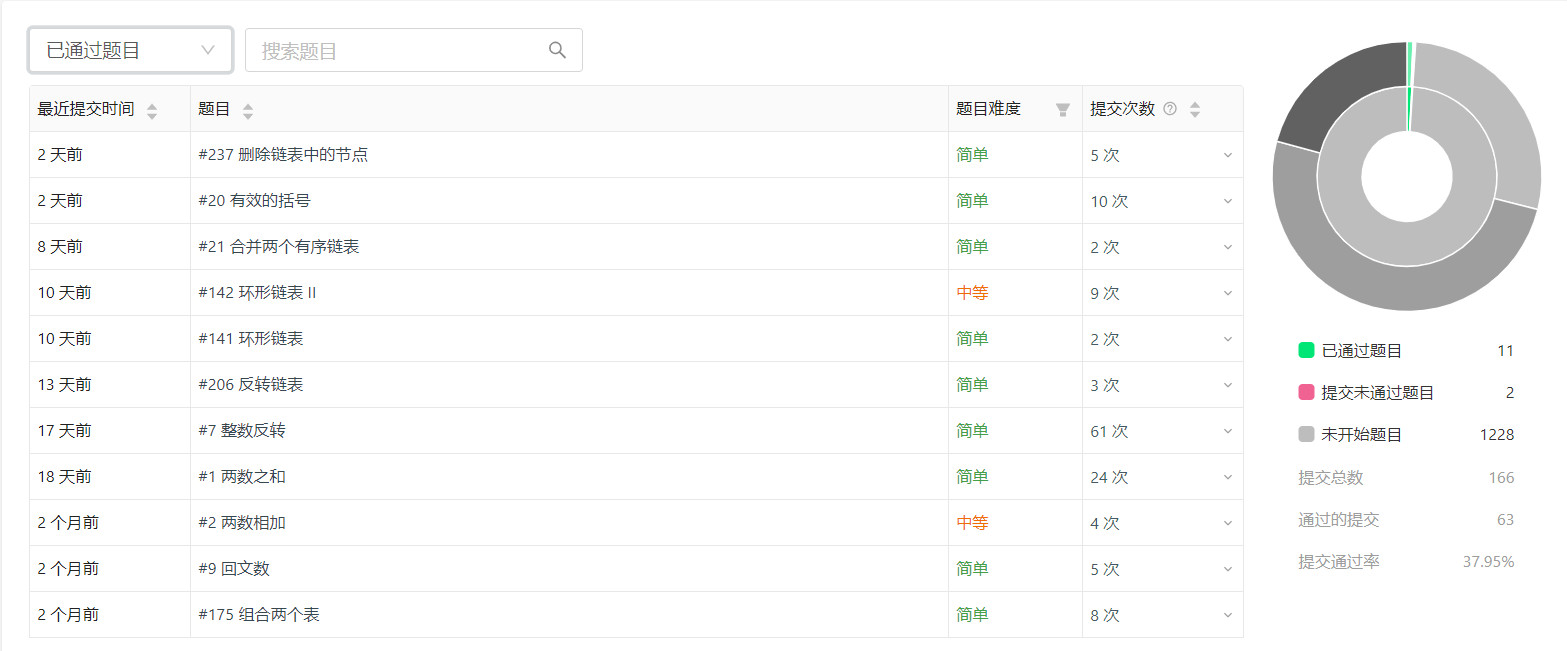 已通过题目 搜索题目
最近提交时间 题目 题目难度 提交次数
2 天前 #237 删除链表中的节点 简单 5 次
2 天前 #20 有效的括号 简单 10 次
8 天前 #21 合并两个有序链表 简单 2 次
10 天前 #142 环形链表 II 中等 9 次
10 天前 #141 环形链表 简单 2 次
13 天前 #206 反转链表 简单 3 次
17 天前 #7 整数反转 简单 61 次
18 天前 #1 两数之和 简单 24 次
2 个月前 #2 两数相加 中等 4 次
2 个月前 #9 回文数 简单 5 次
2 个月前 #175 组合两个表 简单 8 次
已通过题目 11
提交未通过题目 2
未开始题目 1228
提交总数 166
通过的提交 63
提交通过率 37.95%